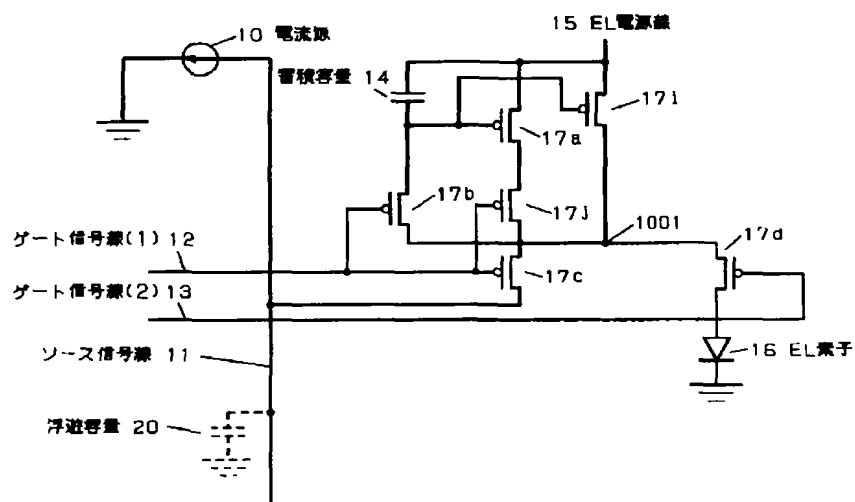 15 EL電源線
10 電流源
蓄積容量 14
17i
17a
17b
17j
1001
17d
ゲート信号線(1) 12
17c
ゲート信号線(2) 13
ソース信号線 11
16 EL素子
浮遊容量 20